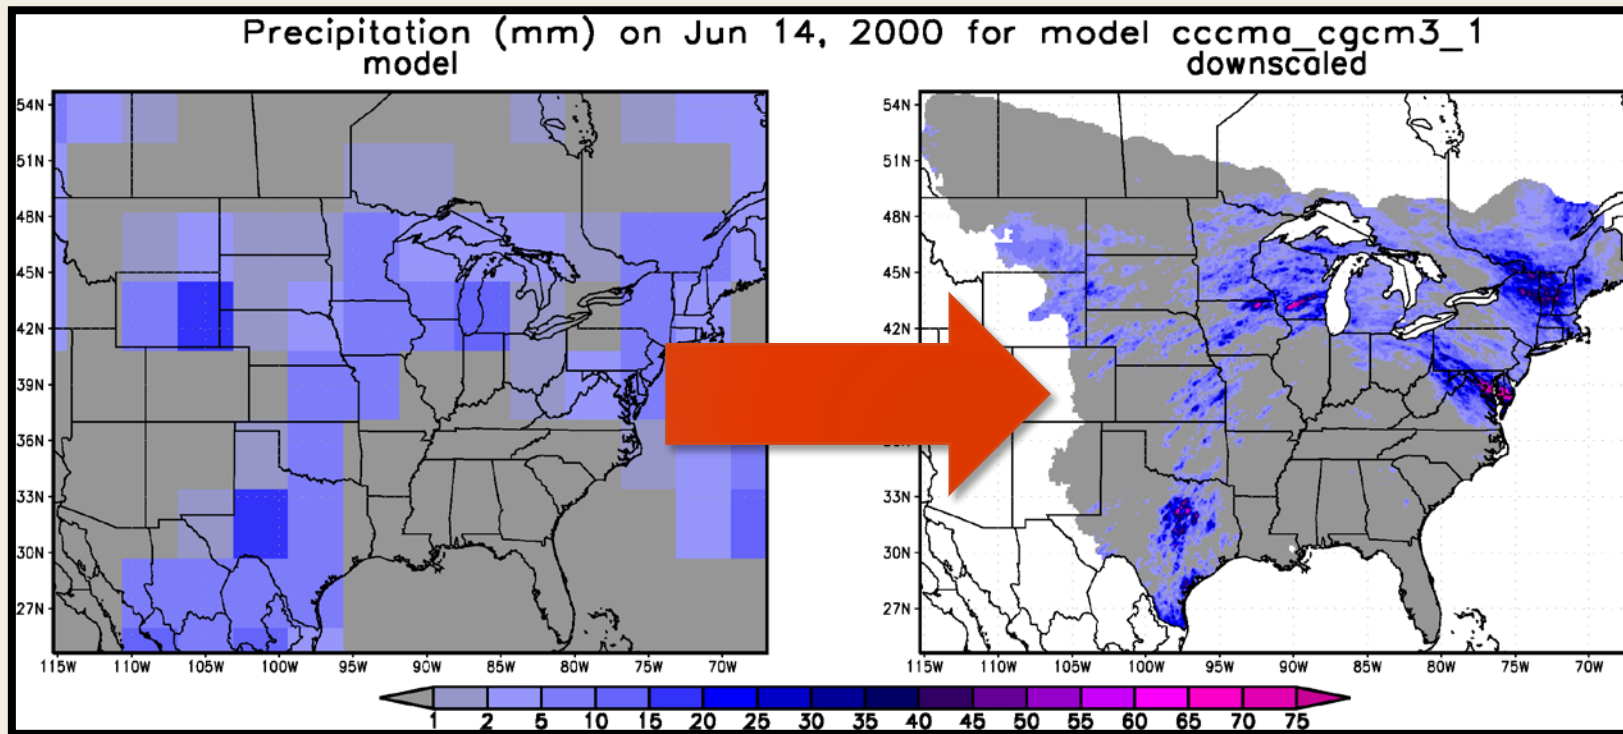 Precipitation (mm) on Jun 14, 2000 for model cccma_cgcm3_1
model
downscaled
54N
51N
48N
45N
42N
39N
36N
33N
30N
27N
115W 110W 105W 100W 95W 90W 85W 80W 75W 70W
54N
51N
48N
45N
42N
39N
33N
30N
27N
115W 110W 105W 100W 95W 90W 85W 80W 75W 70W
1 2 5 10 15 20 25 30 35 40 45 50 55 60 65 70 75